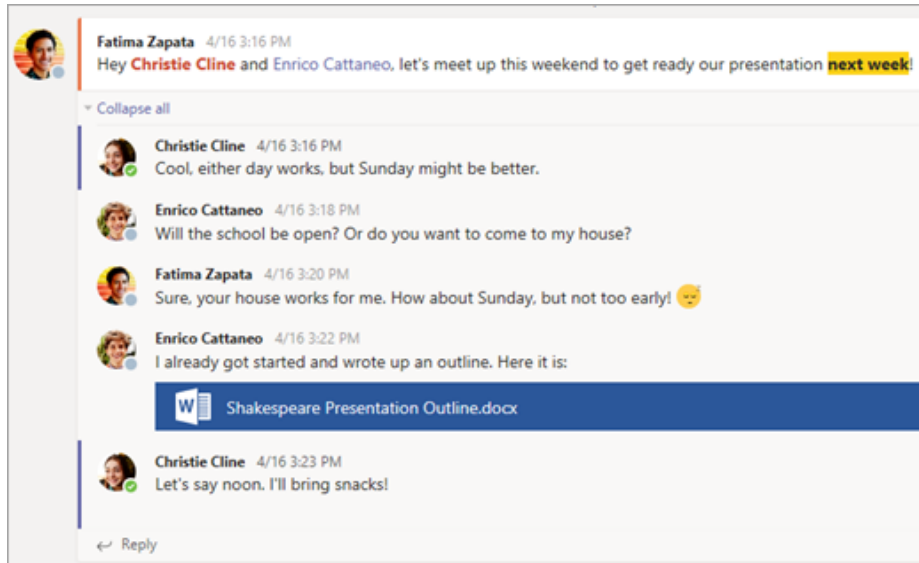 Fatima Zapata 4/16 3:16 PM
Hey Christie Cline and Enrico Cattaneo, let's meet up this weekend to get ready our presentation next week!
Collapse all
Christie Cline 4/16 3:16 PM
Cool, either day works, but Sunday might be better.
Enrico Cattaneo 4/16 3:18 PM
Will the school be open? Or do you want to come to my house?
Fatima Zapata 4/16 3:20 PM
Sure, your house works for me. How about Sunday, but not too early! 😴
Enrico Cattaneo 4/16 3:22 PM
I already got started and wrote up an outline. Here it is:
W Shakespeare Presentation Outline.docx
Christie Cline 4/16 3:23 PM
Let's say noon. I'll bring snacks!
Reply